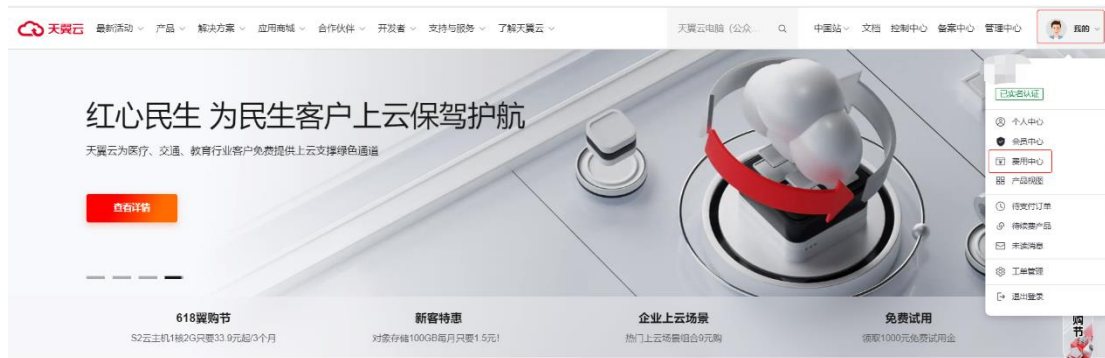 天翼云 最新活动 产品 解决方案 应用商城 合作伙伴 开发者 支持与服务 了解天翼云 天翼云电脑 (公众... 中国站 文档 控制中心 备案中心 管理中心 我的
红心民生 为民生客户上云保驾护航
天翼云为医疗、交通、教育行业客户免费提供上云支撑绿色通道
查看详情
已实名认证
个人中心
会员中心
费用中心
产品视图
待支付订单
待续费产品
未读消息
工单管理
退出登录
618翼购节 新客特惠 企业上云场景 免费试用
S2云主机1核2G只要33.9元起/3个月 对象存储100GB每月只要1.5元! 热门上云场景组合9元购 领取1000元免费试用金
购
节